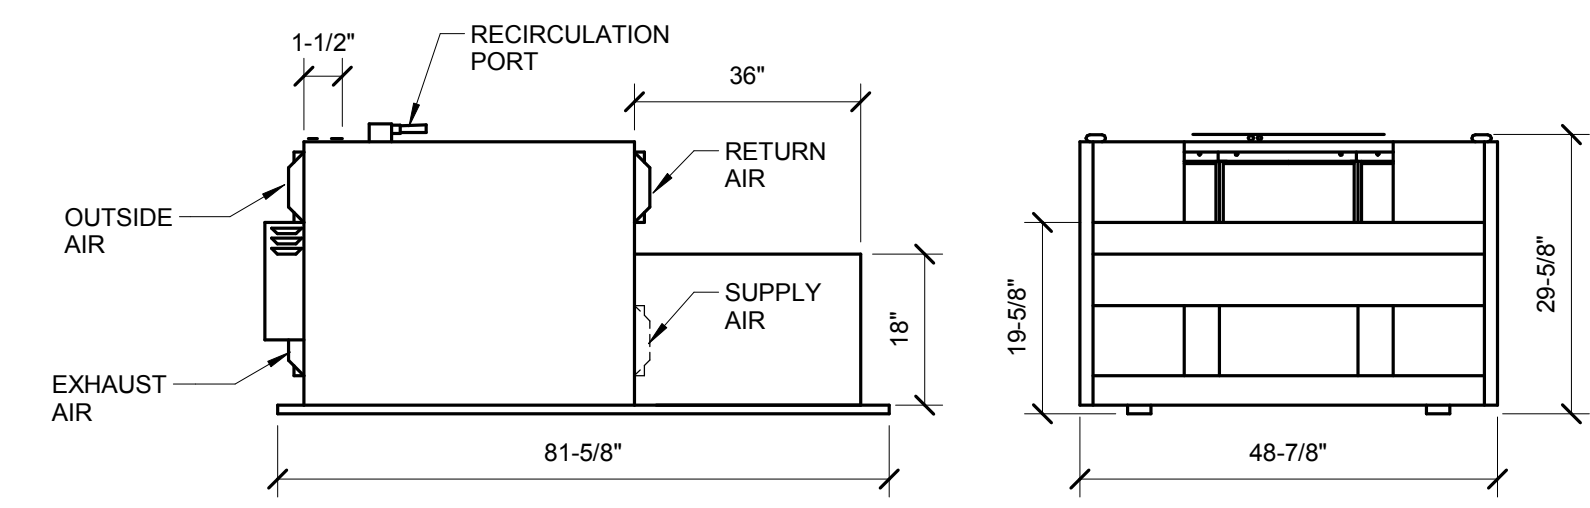 RECIRCULATION
PORT
1-1/2"
36"
RETURN
AIR
OUTSIDE
AIR
SUPPLY
AIR
18"
19-5/8"
29-5/8"
EXHAUST
AIR
81-5/8"
48-7/8"